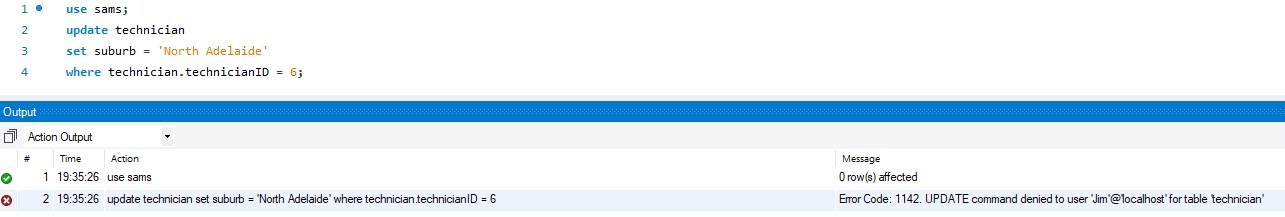 1 use sams;
2 update technician
3 set suburb = 'North Adelaide'
4 where technician.technicianID = 6;
Output
Action Output
# Time Action Message
1 19:35:26 use sams 0 row(s) affected
2 19:35:26 update technician set suburb = 'North Adelaide' where technician.technicianID = 6 Error Code: 1142. UPDATE command denied to user 'Jim'@'localhost' for table 'technician'